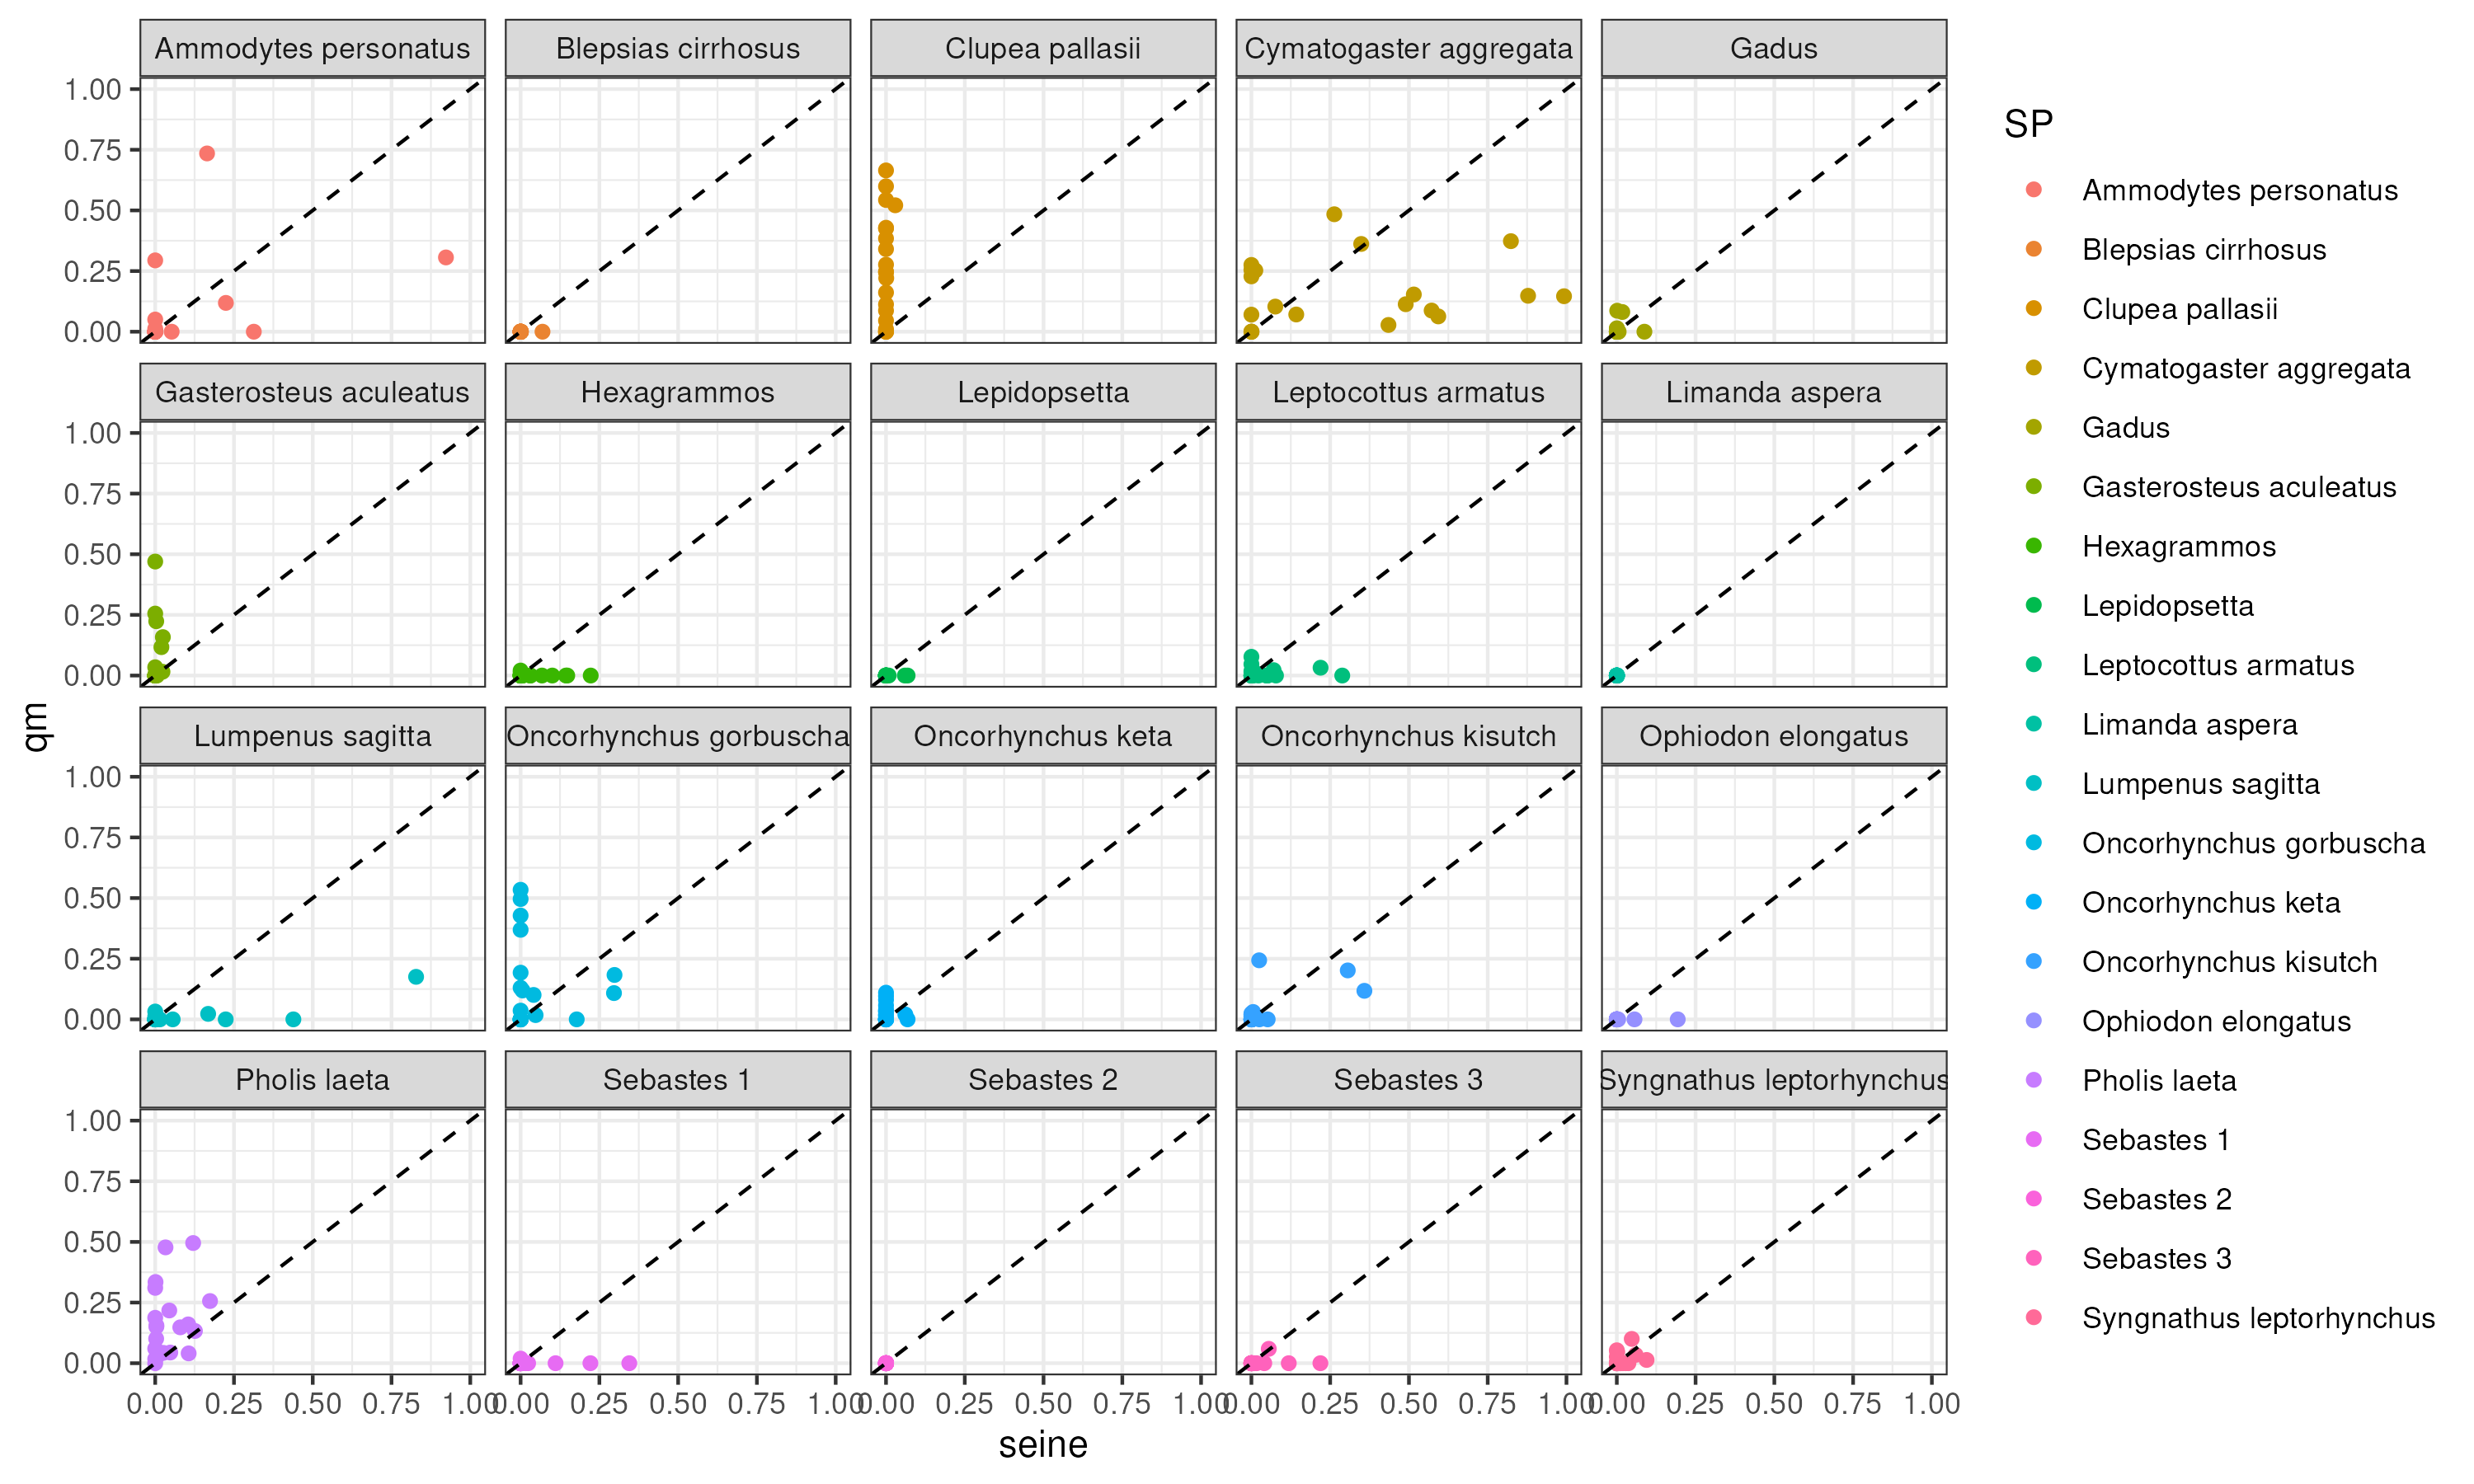 Ammodytes personatus
Blepsias cirrhosus
Clupea pallasii
Cymatogaster aggregata
Gadus
1.00
0.75
0.50
0.25
0.00
Gasterosteus aculeatus
Hexagrammos
Lepidopsetta
Leptocottus armatus
Limanda aspera
1.00
0.75
0.50
0.25
0.00
Lumpenus sagitta
Oncorhynchus gorbuscha
Oncorhynchus keta
Oncorhynchus kisutch
Ophiodon elongatus
1.00
0.75
0.50
0.25
0.00
Pholis laeta
Sebastes 1
Sebastes 2
Sebastes 3
Syngnathus leptorhynchus
1.00
0.75
0.50
0.25
0.00
0.00 0.25 0.50 0.75 1.00
0.00 0.25 0.50 0.75 1.00
0.00 0.25 0.50 0.75 1.00
0.00 0.25 0.50 0.75 1.00
0.00 0.25 0.50 0.75 1.00
seine
qm
SP
Ammodytes personatus
Blepsias cirrhosus
Clupea pallasii
Cymatogaster aggregata
Gadus
Gasterosteus aculeatus
Hexagrammos
Lepidopsetta
Leptocottus armatus
Limanda aspera
Lumpenus sagitta
Oncorhynchus gorbuscha
Oncorhynchus keta
Oncorhynchus kisutch
Ophiodon elongatus
Pholis laeta
Sebastes 1
Sebastes 2
Sebastes 3
Syngnathus leptorhynchus